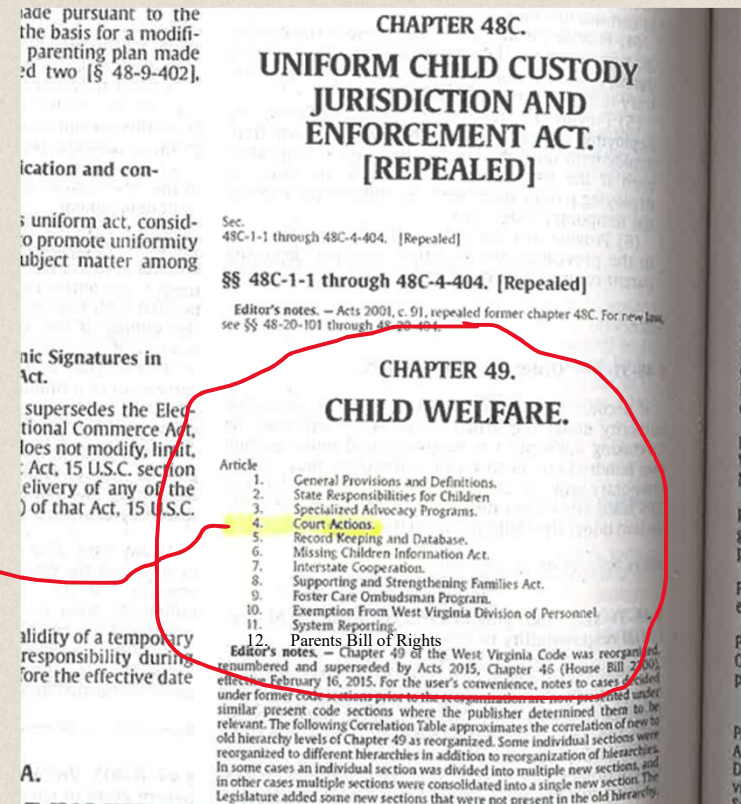 ade pursuant to the
the basis for a modifi-
parenting plan made
ed two [§ 48-9-402],
ication and con-
s uniform act, consid-
o promote uniformity
ubject matter among
nic Signatures in
Act.
supersedes the Elec-
tional Commerce Act,
does not modify, limit,
Act, 15 U.S.C. section
elivery of any of the
) of that Act, 15 U.S.C.
alidity of a temporary
responsibility during
fore the effective date
A.
CHAPTER 48C.
UNIFORM CHILD CUSTODY
JURISDICTION AND
ENFORCEMENT ACT.
[REPEALED]
Sec.
48C-1-1 through 48C-4-404. [Repealed]
§§ 48C-1-1 through 48C-4-404. [Repealed]
Editor's notes. — Acts 2001, c. 91, repealed former chapter 48C. For new law,
see §§ 48-20-101 through 48-20-404.
CHAPTER 49.
CHILD WELFARE.
Article
1. General Provisions and Definitions.
2. State Responsibilities for Children
3. Specialized Advocacy Programs.
4. Court Actions.
5. Record Keeping and Database.
6. Missing Children Information Act.
7. Interstate Cooperation.
8. Supporting and Strengthening Families Act.
9. Foster Care Ombudsman Program.
10. Exemption From West Virginia Division of Personnel.
11. System Reporting.
12. Parents Bill of Rights
Editor's notes. — Chapter 49 of the West Virginia Code was reorganized,
renumbered and superseded by Acts 2015, Chapter 46 (House Bill 2200),
effective February 16, 2015. For the user's convenience, notes to cases decided
under former code sections prior to the reorganization are now presented under
similar present code sections where the publisher determined them to be
relevant. The following Correlation Table approximates the correlation of new to
old hierarchy levels of Chapter 49 as reorganized. Some individual sections were
reorganized to different hierarchies in addition to reorganization of hierarchies.
In some cases an individual section was divided into multiple new sections, and
in other cases multiple sections were consolidated into a single new section. The
Legislature added some new sections that were not present in the old hierarchy.